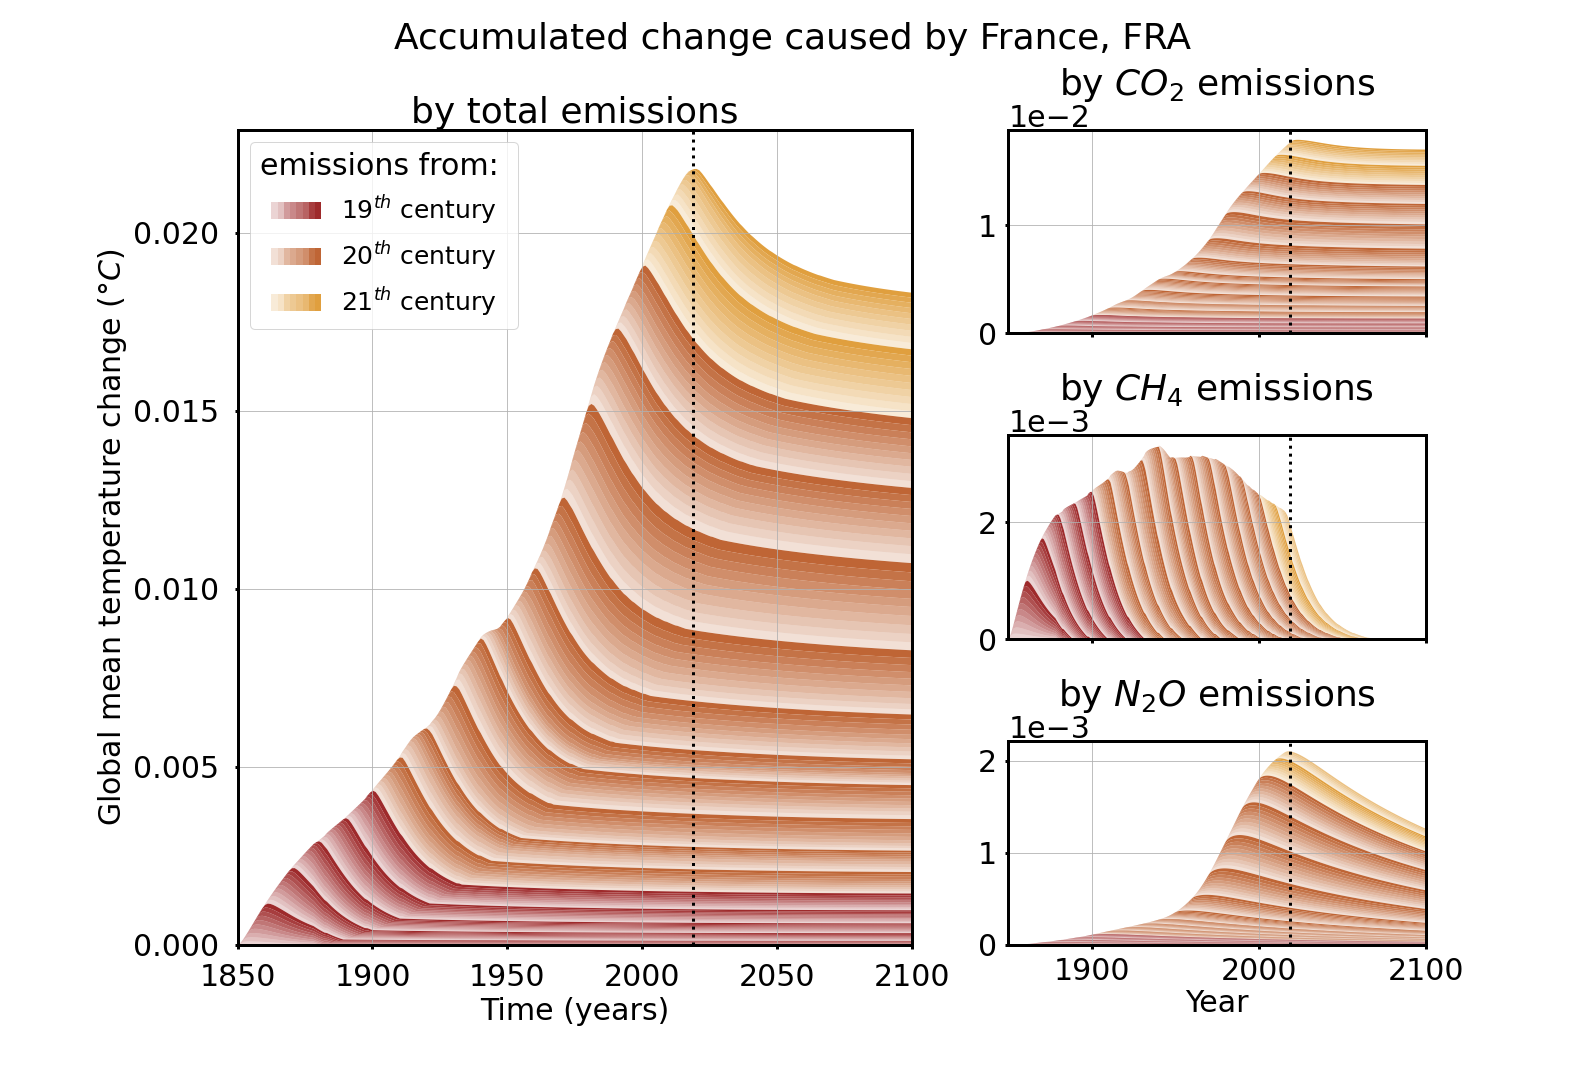 Accumulated change caused by France, FRA
by total emissions
Global mean temperature change (°C)
0.020
0.015
0.010
0.005
0.000
emissions from:
19th century
20th century
21th century
1850 1900 1950 2000 2050 2100
Time (years)
by CO2 emissions
1e−2
1
0
by CH4 emissions
1e−3
2
0
by N2O emissions
1e−3
2
1
0
1900 2000 2100
Year